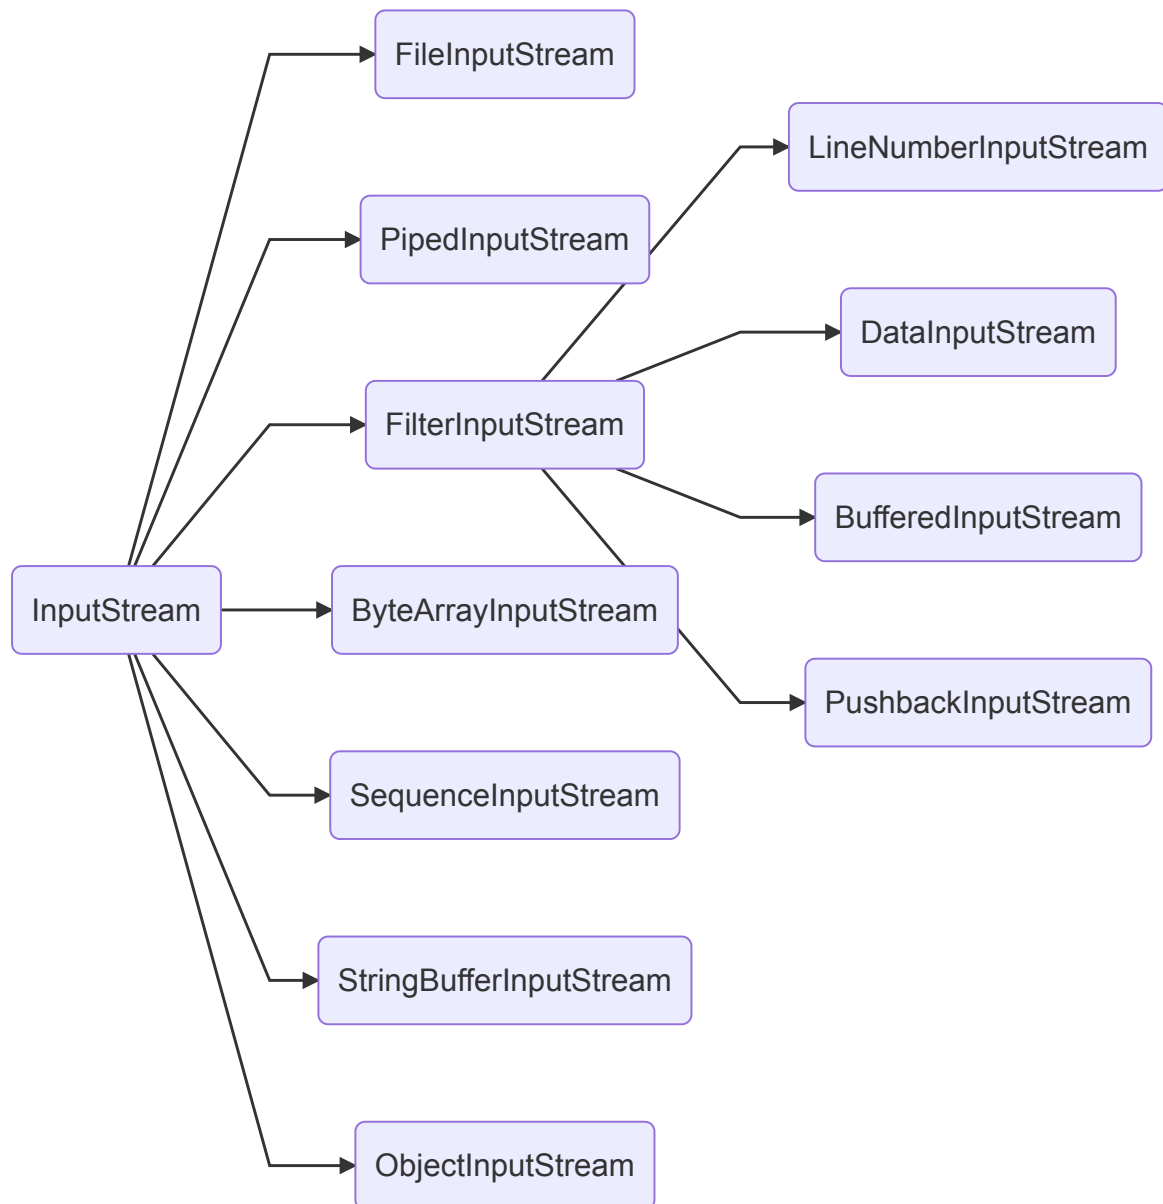 FileInputStream
LineNumberInputStream
PipedInputStream
DataInputStream
FilterInputStream
BufferedInputStream
InputStream
ByteArrayInputStream
PushbackInputStream
SequenceInputStream
StringBufferInputStream
ObjectInputStream